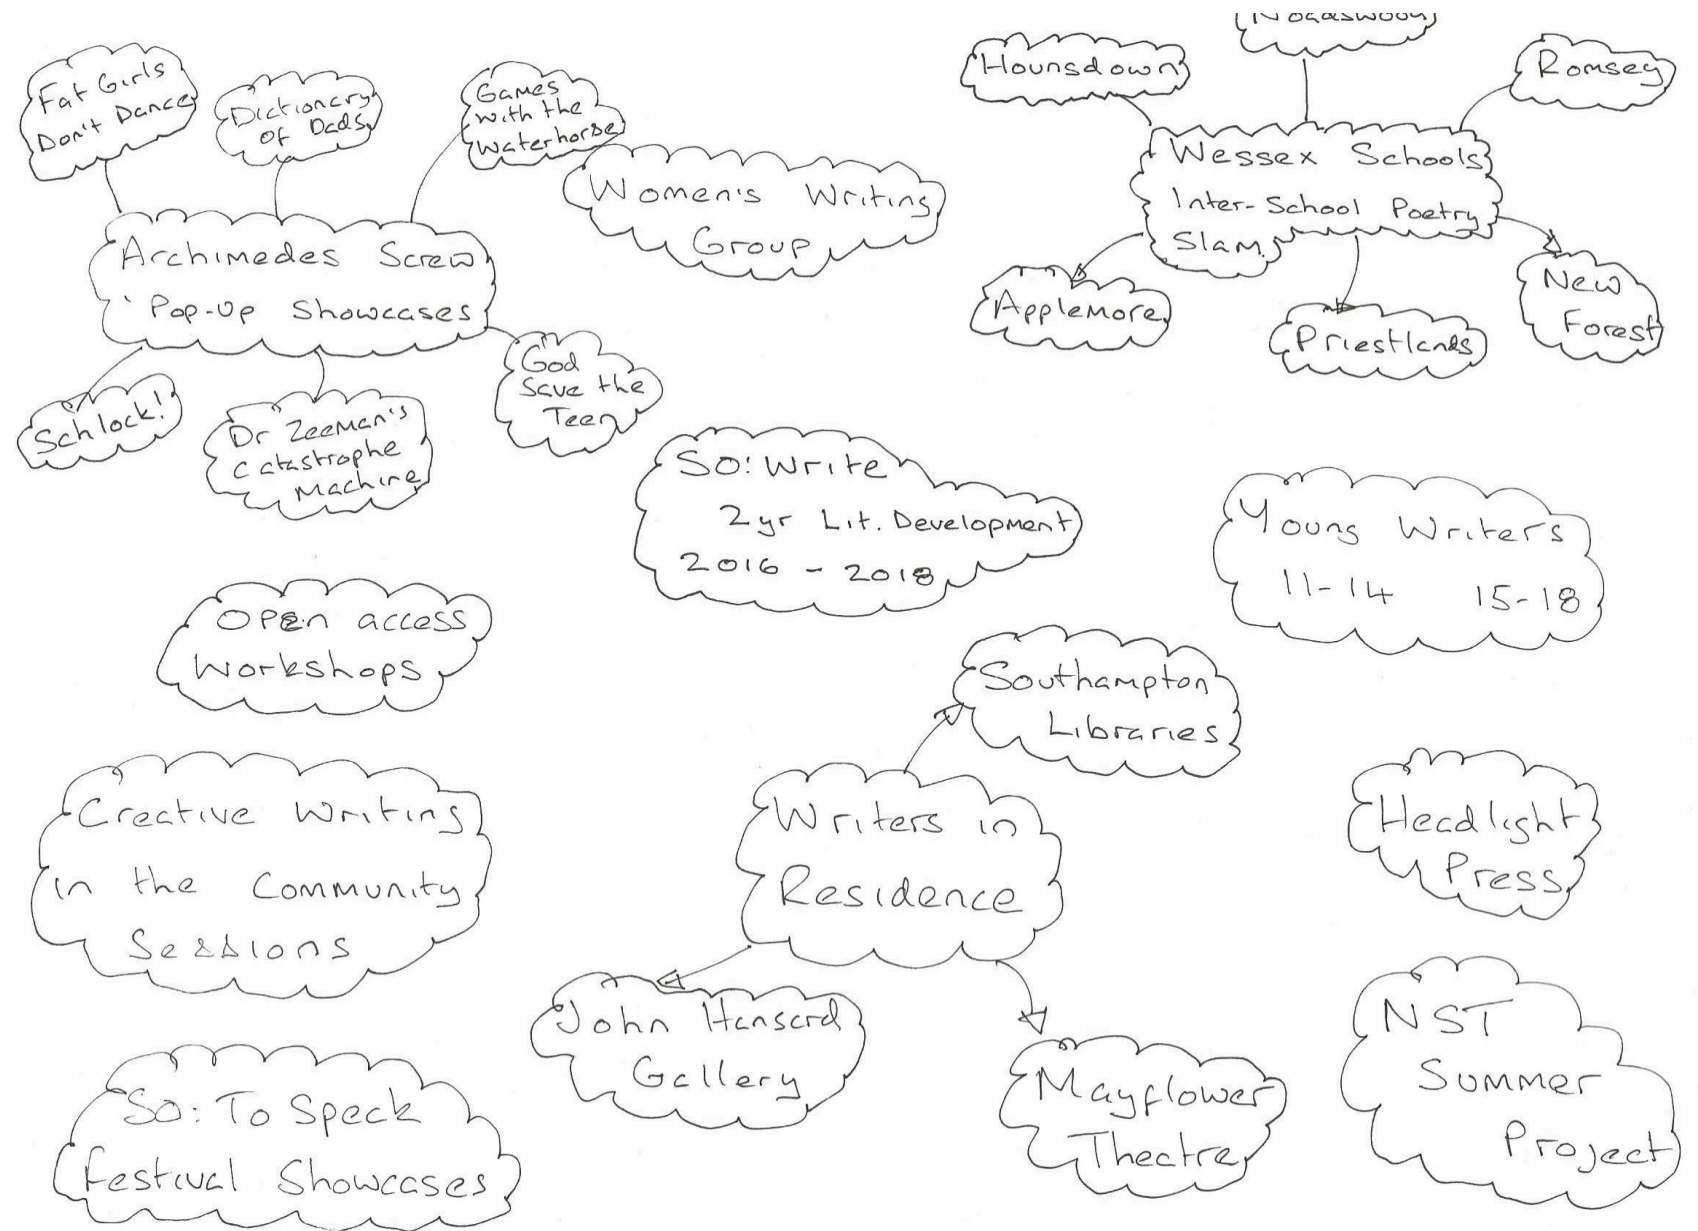 Fat Girls
Don't Dance
Dictionary
of Dads
Games
with the
Waterhorse
Archimedes Screw
'Pop-Up Showcases
Schlock!
Dr Zeeman's
Catastrophe
Machine
God
Save the
Teen
Women's Writing
Group
Noadswood
Hounsdown
Romsey
Wessex Schools
Inter-School Poetry
Slam
Applemore
Priestlands
New
Forest
SO: Write
2yr Lit. Development
2016 - 2018
Young Writers
11-14 15-18
Open access
Workshops
Southampton
Libraries
Creative Writing
in the Community
Sessions
Writers in
Residence
Headlight
Press
John Hansard
Gallery
Mayflower
Theatre
NST
Summer
Project
SO: To Speak
Festival Showcases